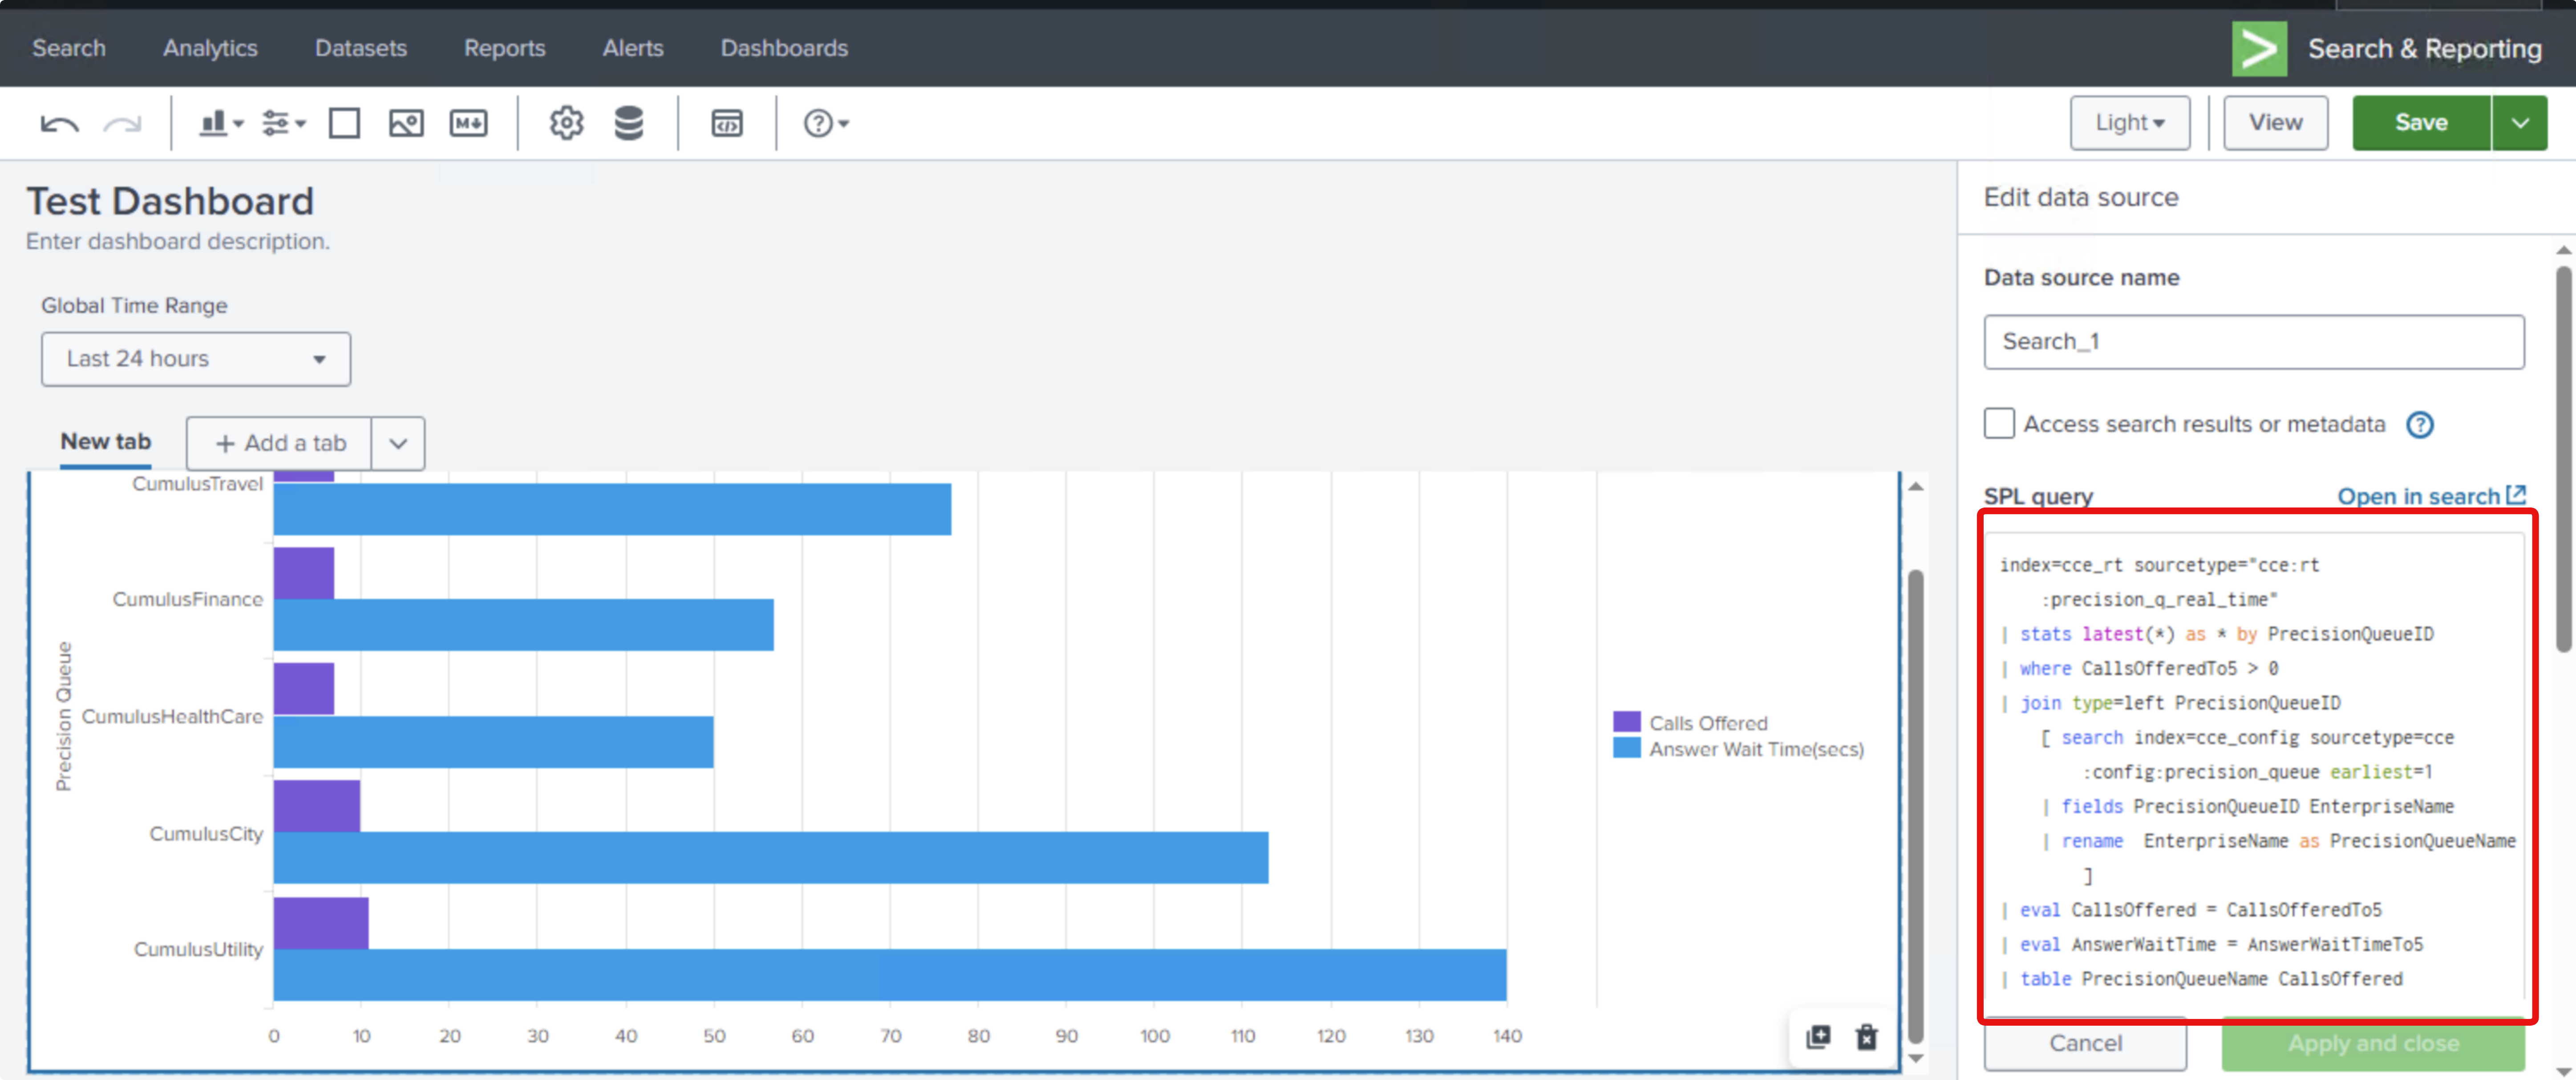 Search Analytics Datasets Reports Alerts Dashboards
> Search & Reporting
M
Light View Save
Test Dashboard
Enter dashboard description.
Global Time Range
Last 24 hours
New tab + Add a tab
Precision Queue
CumulusTravel
CumulusFinance
CumulusHealthCare
CumulusCity
CumulusUtility
0 10 20 30 40 50 60 70 80 90 100 110 120 130 140
Calls Offered
Answer Wait Time(secs)
Edit data source
Data source name
Search_1
Access search results or metadata ?
SPL query Open in search
index=cce_rt sourcetype="cce:rt
:precision_q_real_time"
| stats latest(*) as * by PrecisionQueueID
| where CallsOfferedTo5 > 0
| join type=left PrecisionQueueID
[ search index=cce_config sourcetype=cce
:config:precision_queue earliest=1
| fields PrecisionQueueID EnterpriseName
| rename  EnterpriseName as PrecisionQueueName
]
| eval CallsOffered = CallsOfferedTo5
| eval AnswerWaitTime = AnswerWaitTimeTo5
| table PrecisionQueueName CallsOffered
Cancel Apply and close